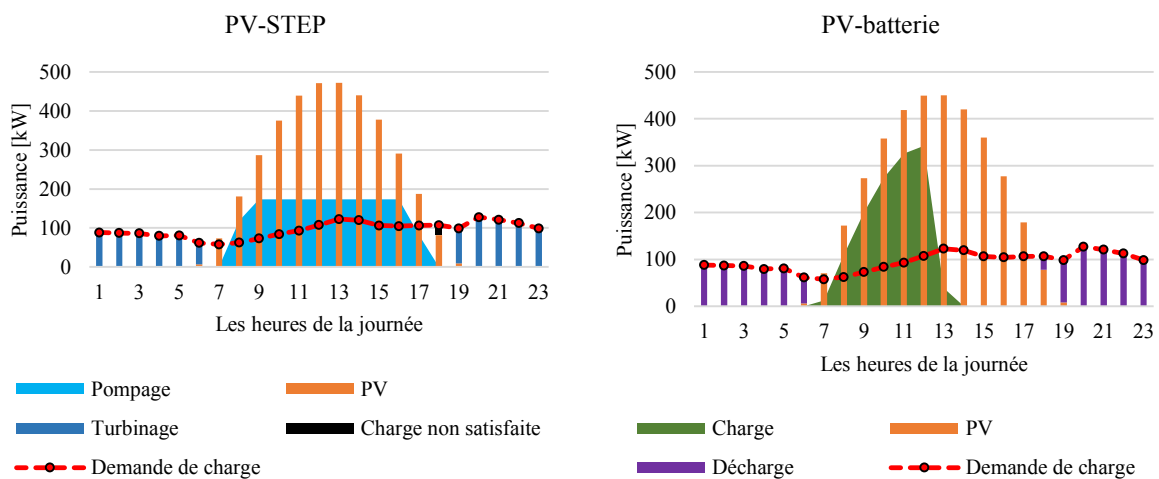 PV-STEP
Puissance [kW]
500
400
300
200
100
0
1 3 5 7 9 11 13 15 17 19 21 23
Les heures de la journée
Pompage
PV
Turbinage
Charge non satisfaite
Demande de charge
PV-batterie
Puissance [kW]
500
400
300
200
100
0
1 3 5 7 9 11 13 15 17 19 21 23
Les heures de la journée
Charge
PV
Décharge
Demande de charge